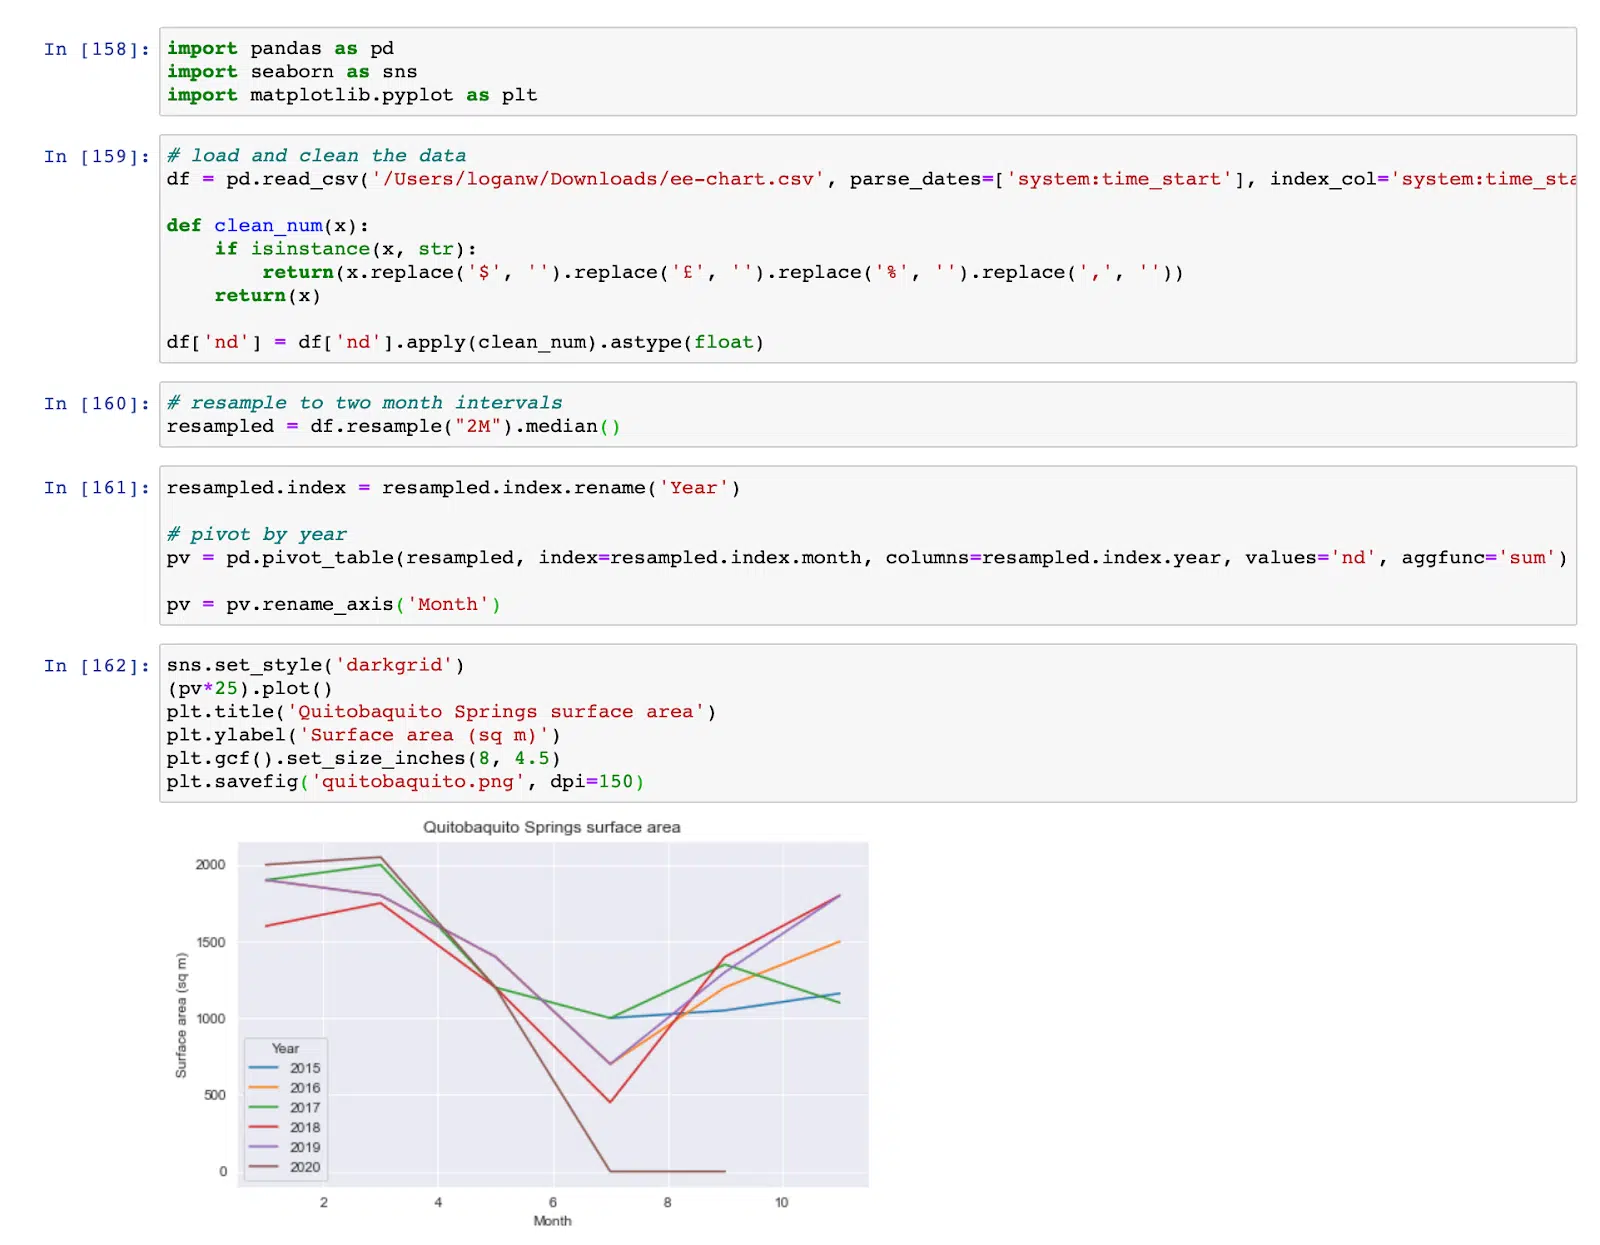 In [158]:
import pandas as pd
import seaborn as sns
import matplotlib.pyplot as plt
In [159]:
# load and clean the data
df = pd.read_csv('/Users/loganw/Downloads/ee-chart.csv', parse_dates=['system:time_start'], index_col='system:time_sta
def clean_num(x):
    if isinstance(x, str):
        return(x.replace('$', '').replace('£', '').replace('%', '').replace(',', ''))
    return(x)
df['nd'] = df['nd'].apply(clean_num).astype(float)
In [160]:
# resample to two month intervals
resampled = df.resample("2M").median()
In [161]:
resampled.index = resampled.index.rename('Year')
# pivot by year
pv = pd.pivot_table(resampled, index=resampled.index.month, columns=resampled.index.year, values='nd', aggfunc='sum')
pv = pv.rename_axis('Month')
In [162]:
sns.set_style('darkgrid')
(pv*25).plot()
plt.title('Quitobaquito Springs surface area')
plt.ylabel('Surface area (sq m)')
plt.gcf().set_size_inches(8, 4.5)
plt.savefig('quitobaquito.png', dpi=150)
Quitobaquito Springs surface area
Surface area (sq m)
2000
1500
1000
500
0
Year
2015
2016
2017
2018
2019
2020
2 4 6 8 10
Month